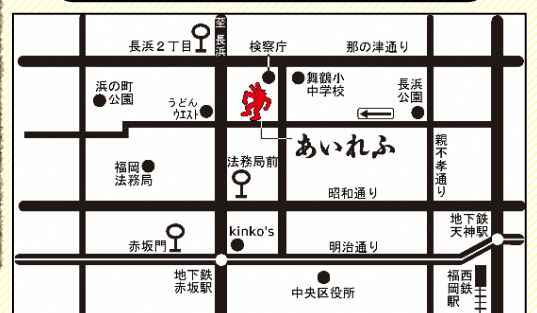 至長浜
長浜２丁目
検察庁
那の津通り
浜の町
公園
うどん
ウエスト
舞鶴小
中学校
長浜
公園
あいれふ
親不孝通り
福岡
法務局
法務局前
昭和通り
赤坂門
kinko's
明治通り
地下鉄
天神駅
地下鉄
赤坂駅
中央区役所
西鉄
福岡駅